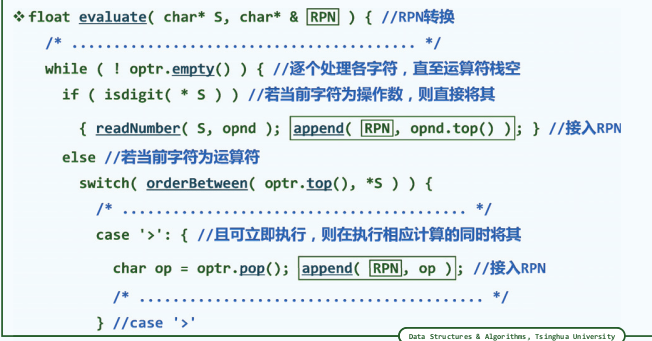 ❖ float evaluate( char* S, char* & RPN ) { //RPN转换
/* ........................................ */
while ( ! optr.empty() ) { //逐个处理各字符，直至运算符栈空
if ( isdigit( * S ) ) //若当前字符为操作数，则直接将其
{ readNumber( S, opnd ); append( RPN, opnd.top() ); } //接入RPN
else //若当前字符为运算符
switch( orderBetween( optr.top(), *S ) ) {
/* ........................................ */
case '>': { //且可立即执行，则在执行相应计算的同时将其
char op = optr.pop(); append( RPN, op ); //接入RPN
/* ........................................ */
} //case '>'
Data Structures & Algorithms, Tsinghua University